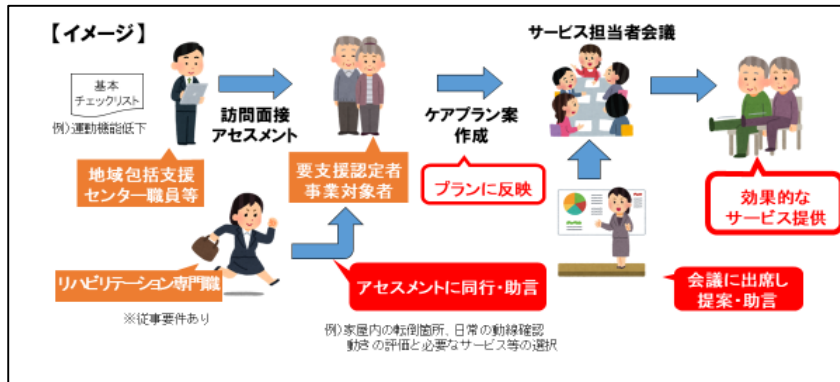 【イメージ】
基本
チェックリスト
例)運動機能低下
訪問面接
アセスメント
ケアプラン案
作成
サービス担当者会議
地域包括支援
センター職員等
要支援認定者
事業対象者
プランに反映
効果的な
サービス提供
リハビリテーション専門職
アセスメントに同行・助言
会議に出席し
提案・助言
※従事要件あり
例)家屋内の転倒箇所、日常の動線確認
動きの評価と必要なサービス等の選択